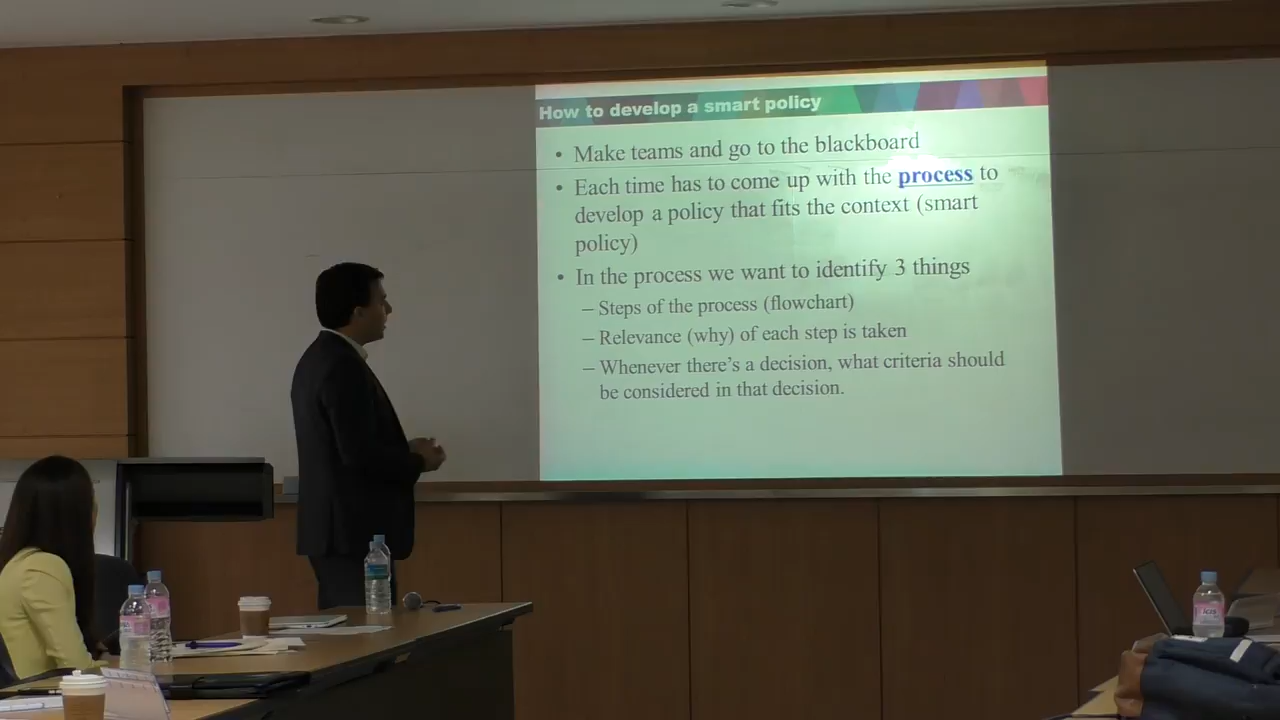 How to develop a smart policy
• Make teams and go to the blackboard
• Each time has to come up with the process to
develop a policy that fits the context (smart
policy)
• In the process we want to identify 3 things
– Steps of the process (flowchart)
– Relevance (why) of each step is taken
– Whenever there's a decision, what criteria should
be considered in that decision.